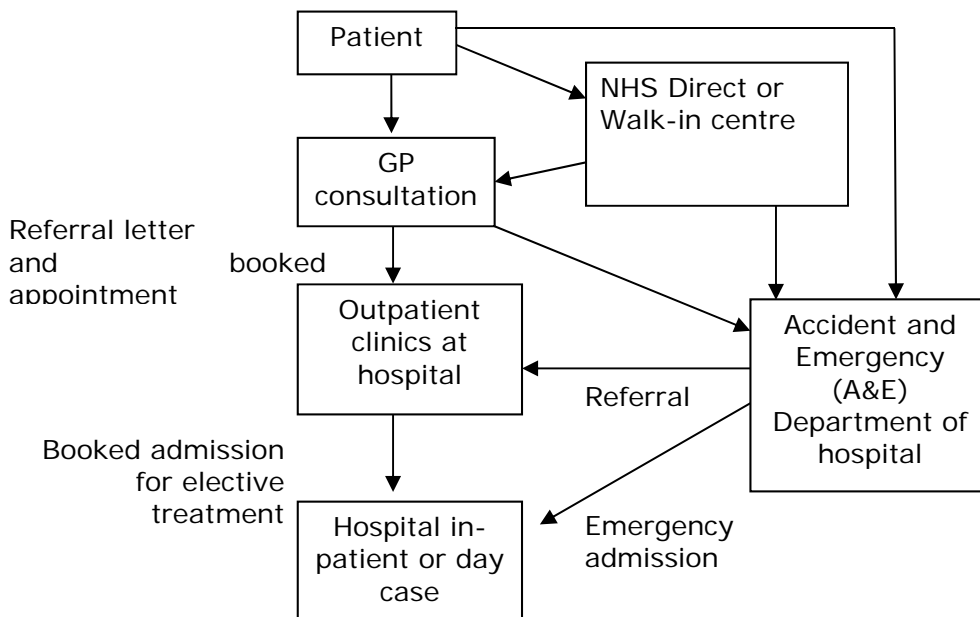 Patient
NHS Direct or
Walk-in centre
GP
consultation
Referral letter
and booked
appointment
Outpatient
clinics at
hospital
Accident and
Emergency
(A&E)
Department of
hospital
Referral
Booked admission
for elective
treatment
Hospital in-
patient or day
case
Emergency
admission